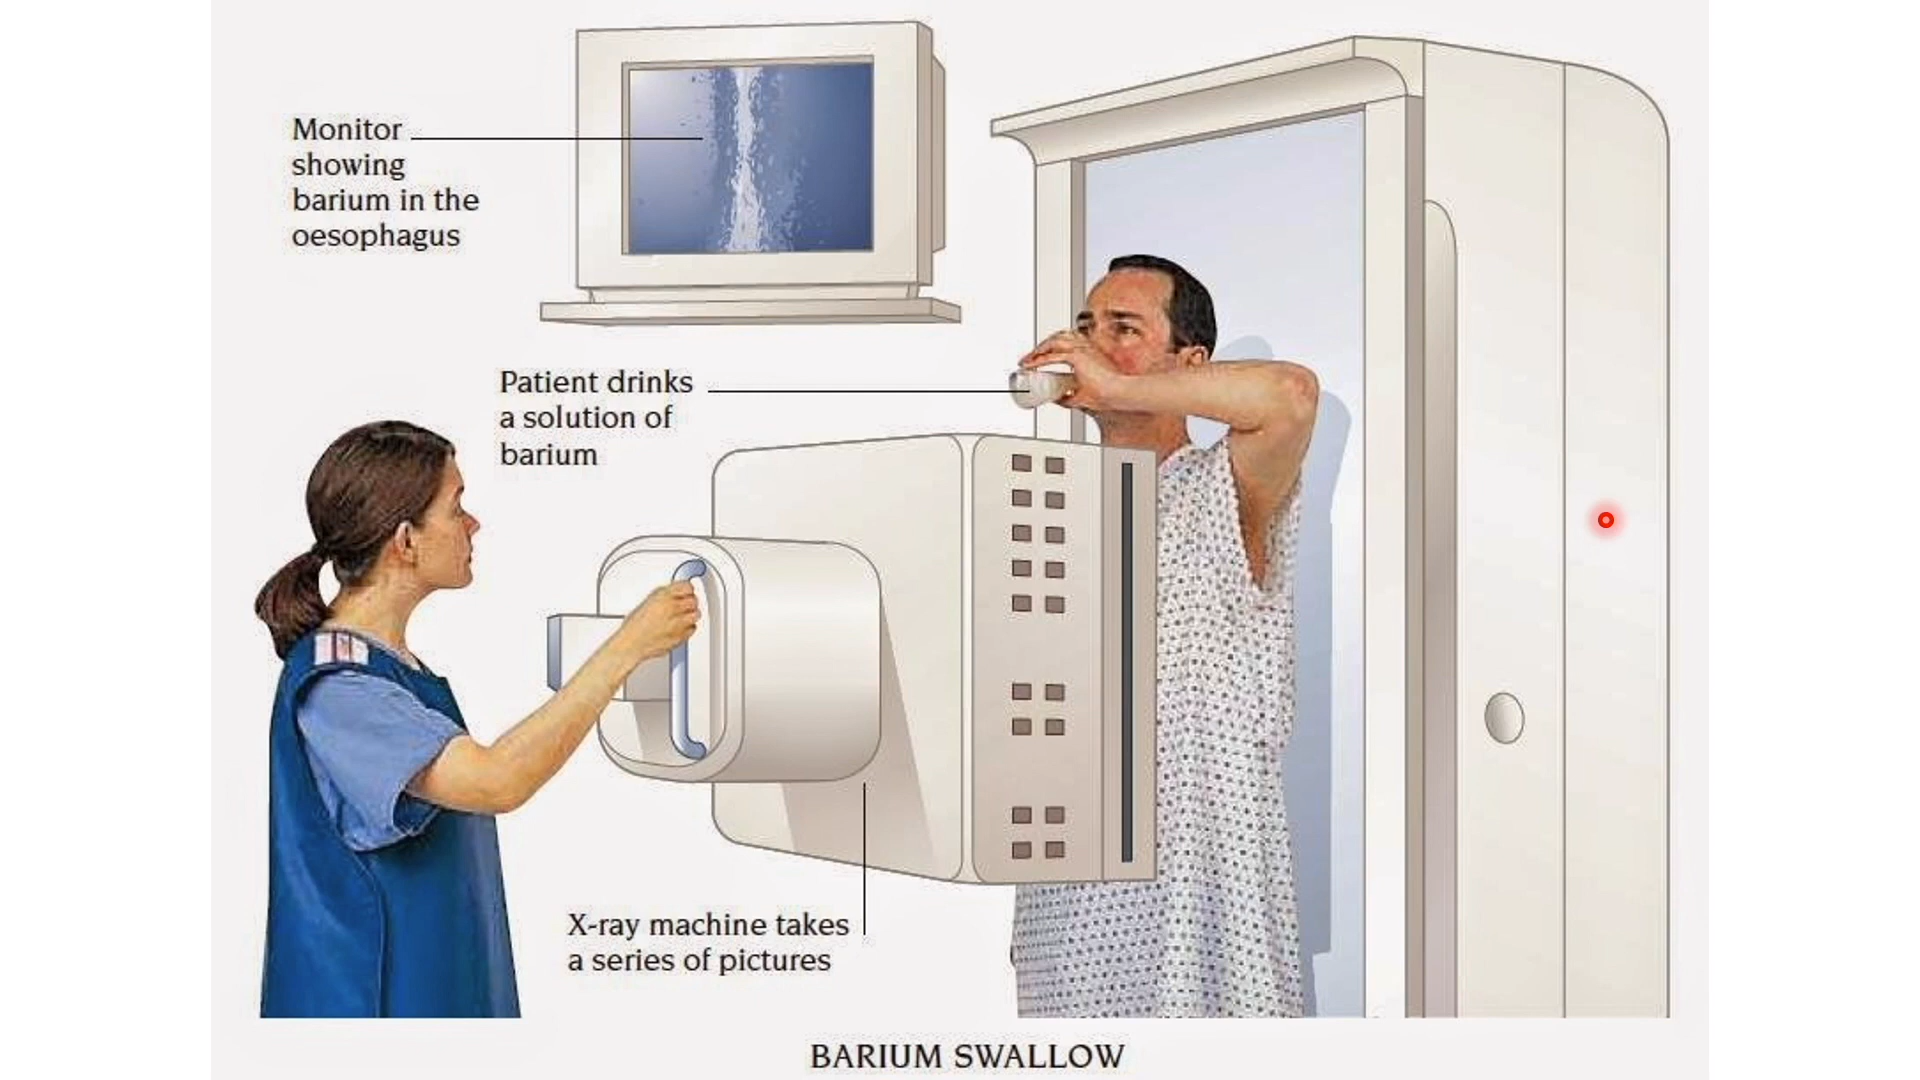 Monitor
showing
barium in the
oesophagus
Patient drinks
a solution of
barium
X-ray machine takes
a series of pictures
BARIUM SWALLOW